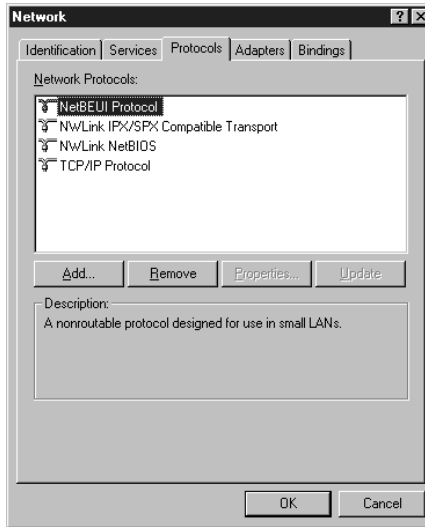 Network
Identification Services Protocols Adapters Bindings
Network Protocols:
NetBEUI Protocol
NWLink IPX/SPX Compatible Transport
NWLink NetBIOS
TCP/IP Protocol
Add... Remove Properties... Update
Description:
A nonroutable protocol designed for use in small LANs.
OK Cancel